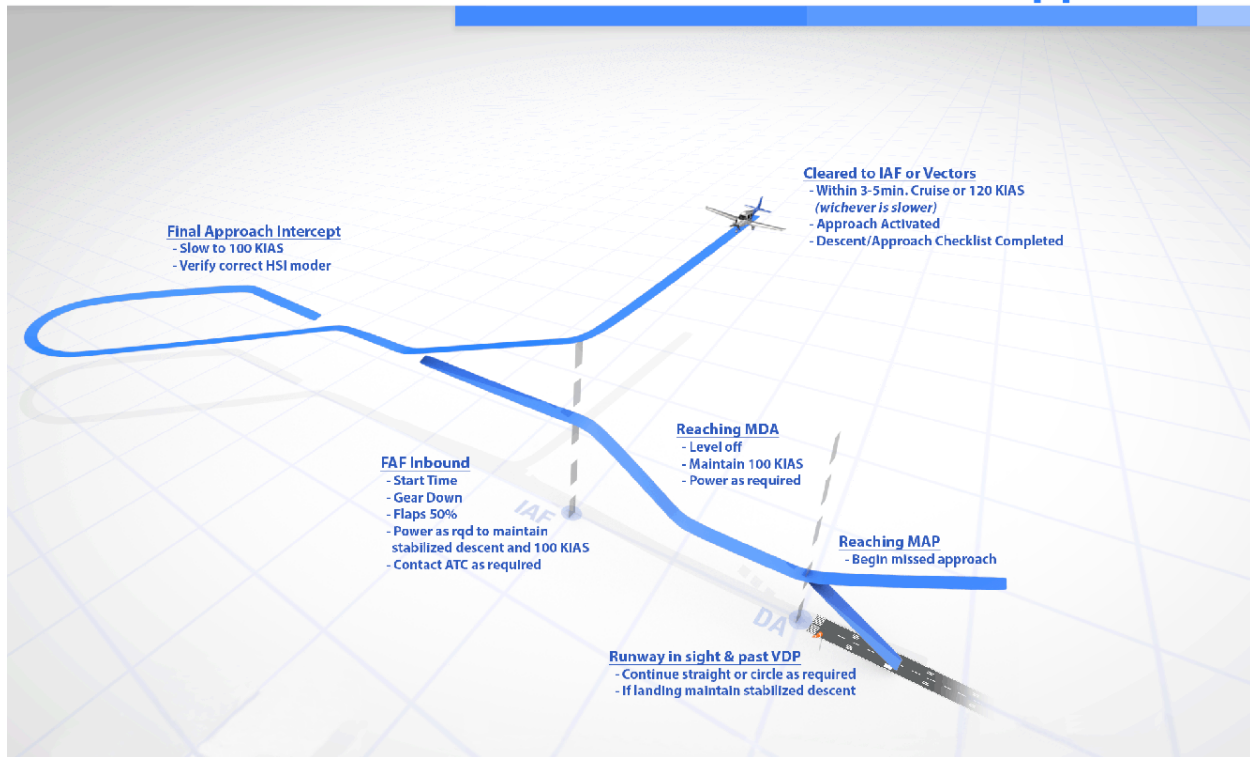 Cleared to IAF or Vectors
- Within 3-5min. Cruise or 120 KIAS
(wichever is slower)
- Approach Activated
- Descent/Approach Checklist Completed
Final Approach Intercept
- Slow to 100 KIAS
- Verify correct HSI moder
Reaching MDA
- Level off
- Maintain 100 KIAS
- Power as required
FAF Inbound
- Start Time
- Gear Down
- Flaps 50%
- Power as rqd to maintain
stabilized descent and 100 KIAS
- Contact ATC as required
IAF
Reaching MAP
- Begin missed approach
DA
Runway in sight & past VDP
- Continue straight or circle as required
- If landing maintain stabilized descent